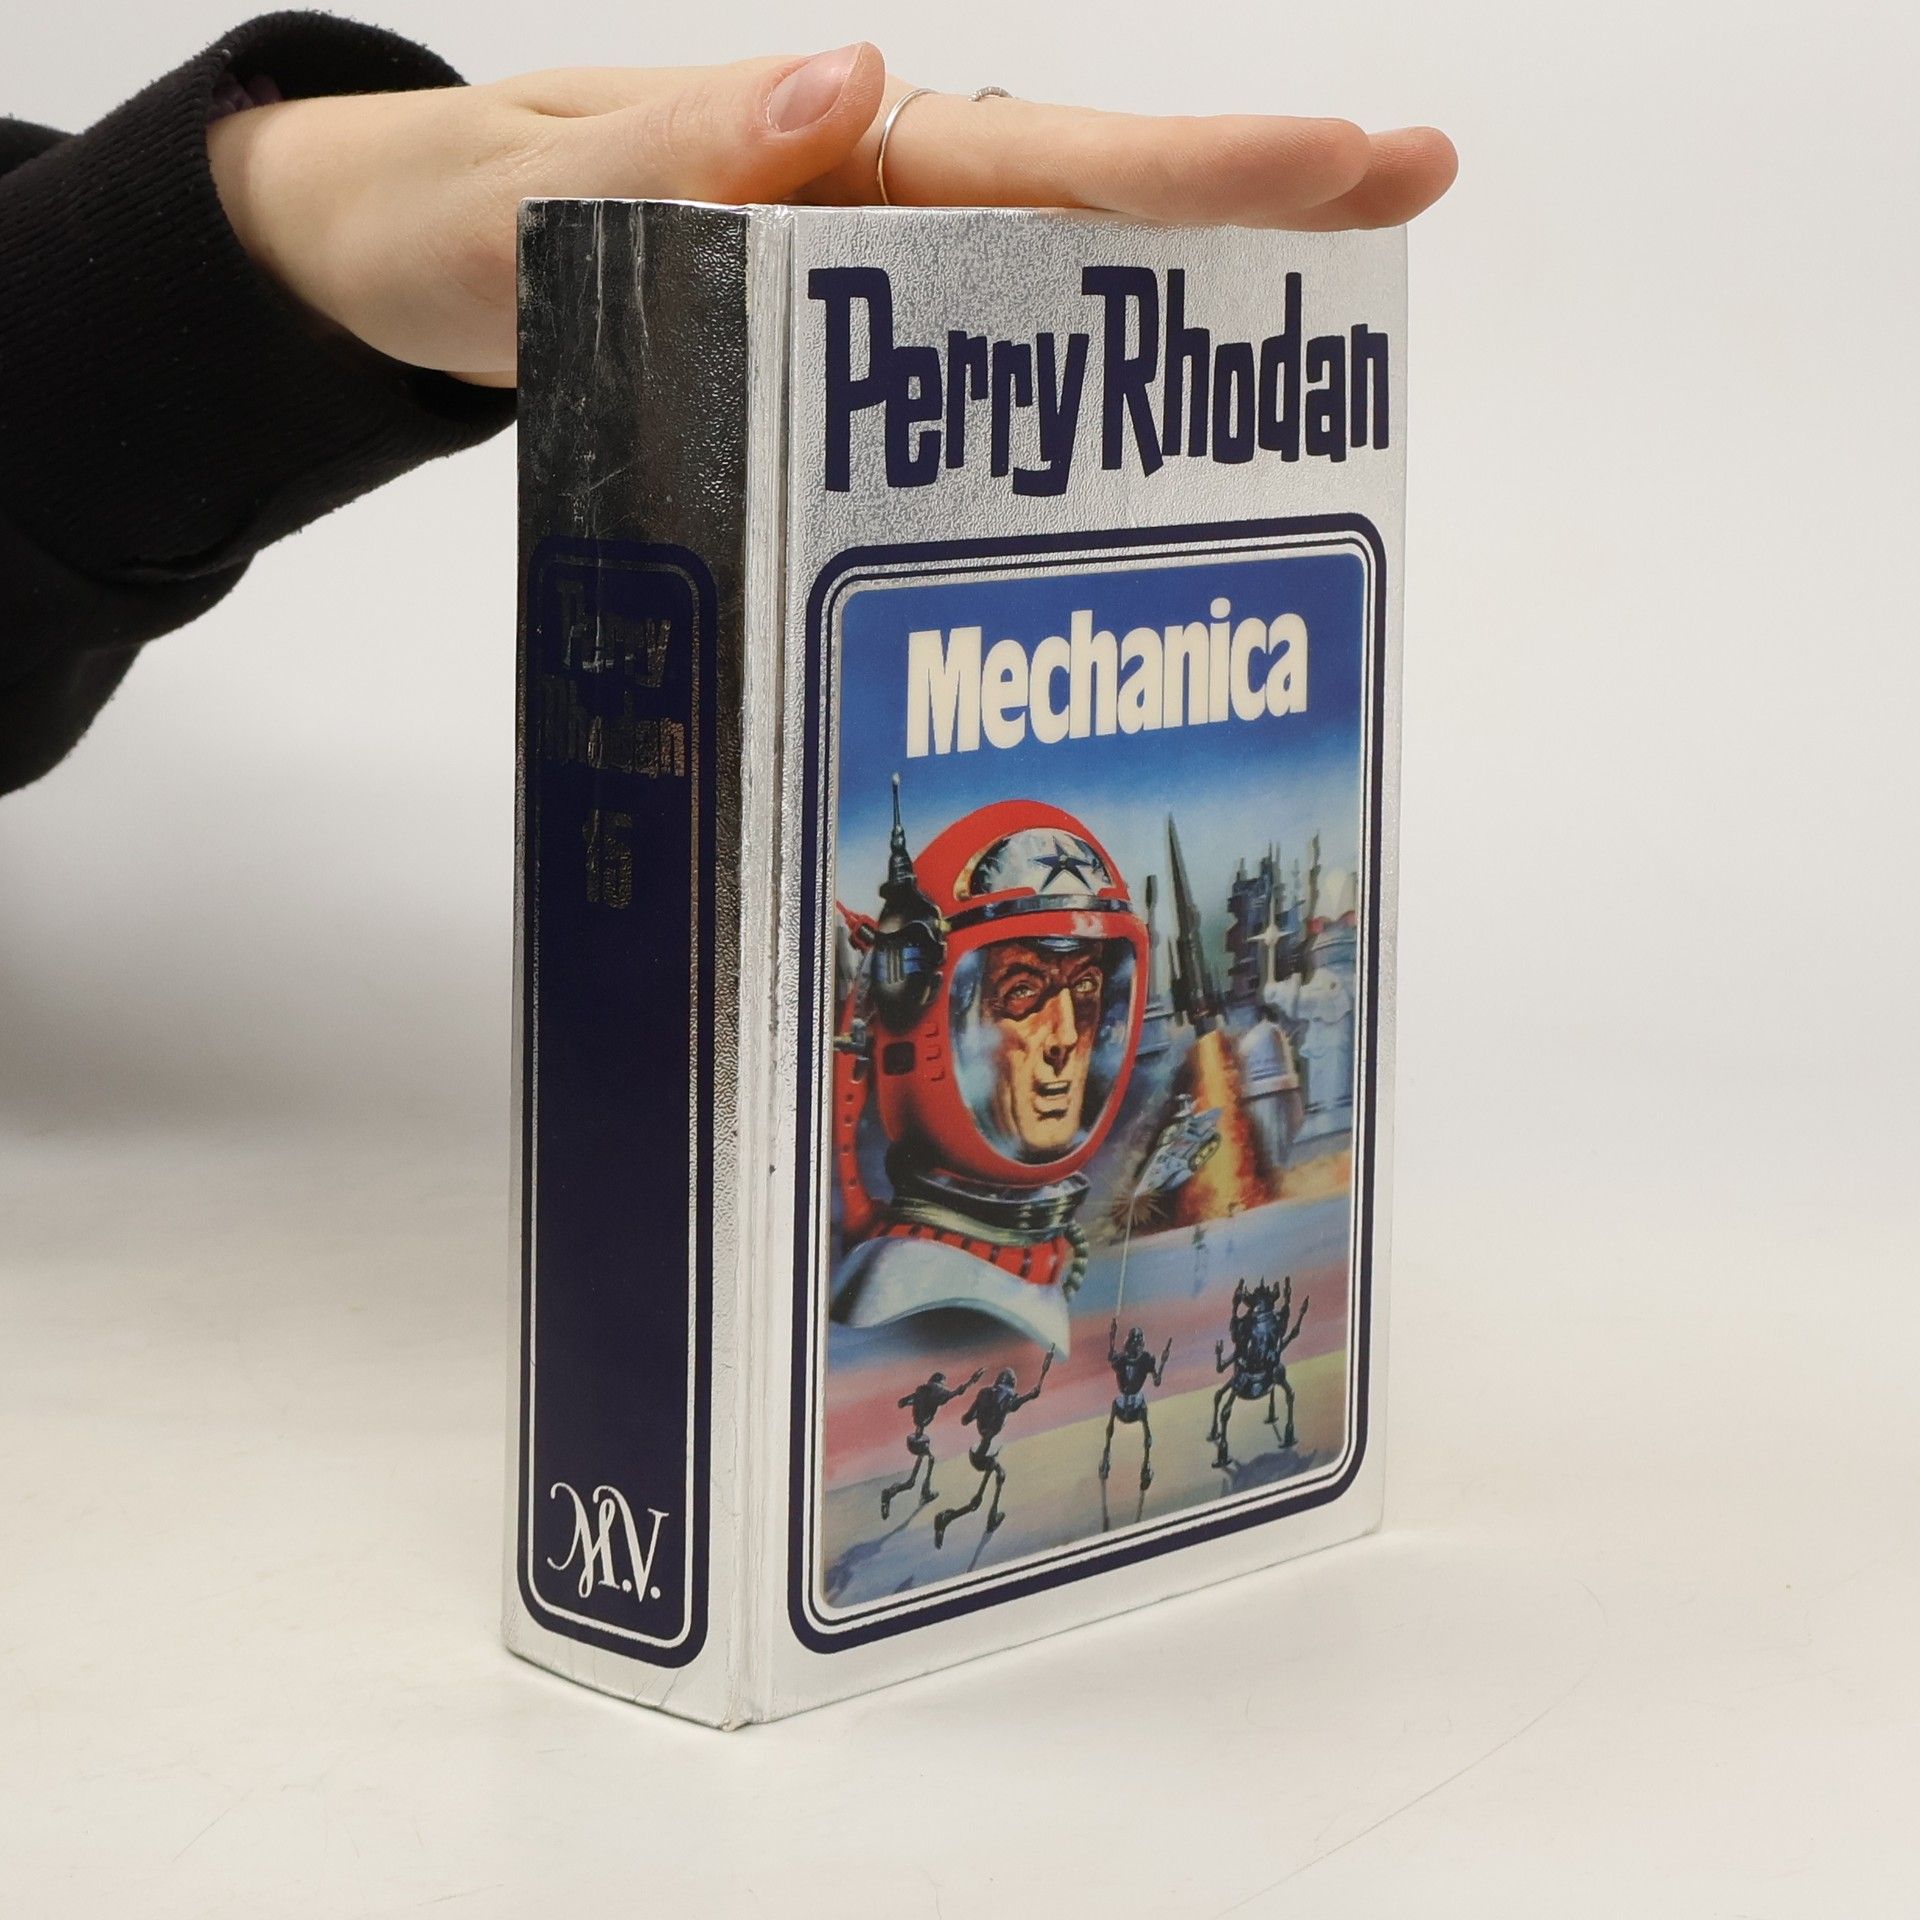 Perry Rhodan
Mechanica
Perry
Rhodan
15
M.V.